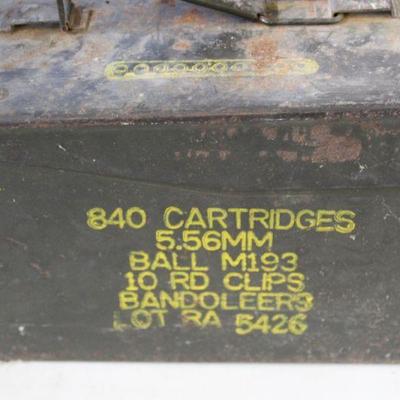 840 CARTRIDGES
5.56MM
BALL M193
10 RD CLIPS
BANDOLEERS
LOT RA 5426